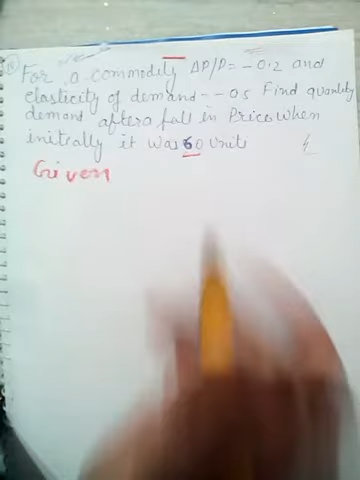 For a commodity ΔP/P = -0.2 and
elasticity of demand - - 0.5 Find quantity
demand after a fall in Price when
initially it was 60 units
Given